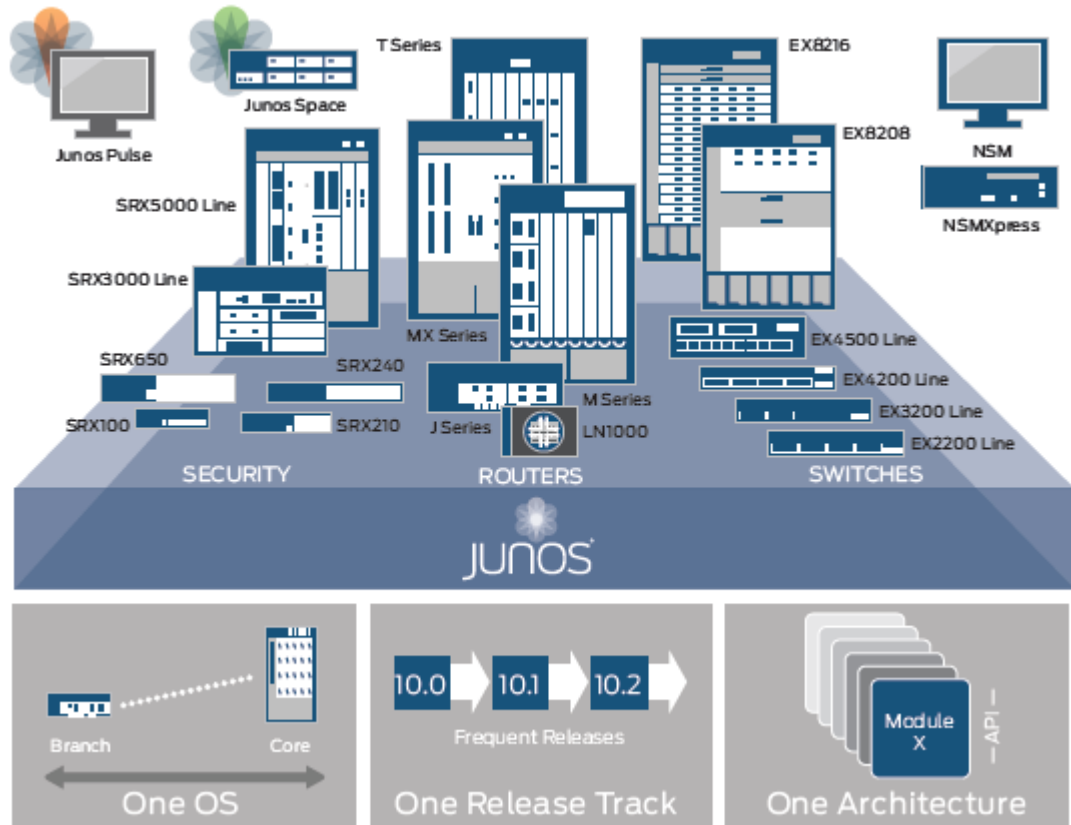 T Series
EX8216
Junos Space
Junos Pulse
EX8208
NSM
SRX5000 Line
NSMXpress
SRX3000 Line
MX Series
EX4500 Line
SRX650
SRX240
EX4200 Line
M Series
EX3200 Line
SRX100
SRX210
J Series
LN1000
EX2200 Line
SECURITY
ROUTERS
SWITCHES
JUNOS
10.0
10.1
10.2
Frequent Releases
Branch
Core
Module
X
— API —
One OS
One Release Track
One Architecture